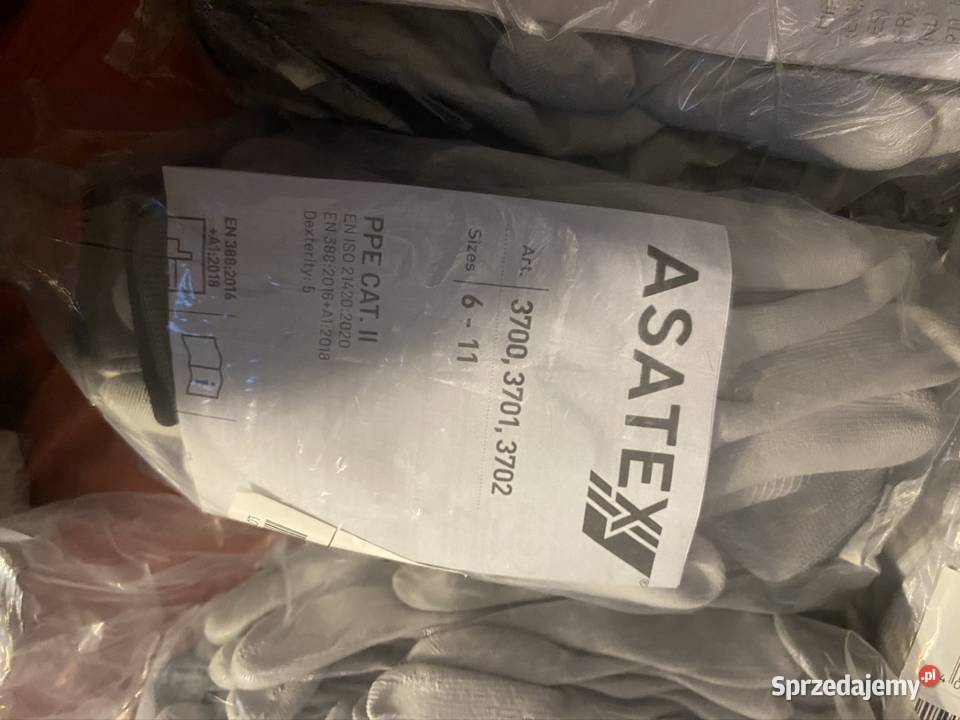 ASATEX®
Art. 3700, 3701, 3702
Sizes 6 - 11
PPE CAT. II
EN ISO 21420:2020
EN 388:2016+A1:2018
Dexterity: 5
EN 388:2016
+A1:2018
i
Sprzedajemy.pl